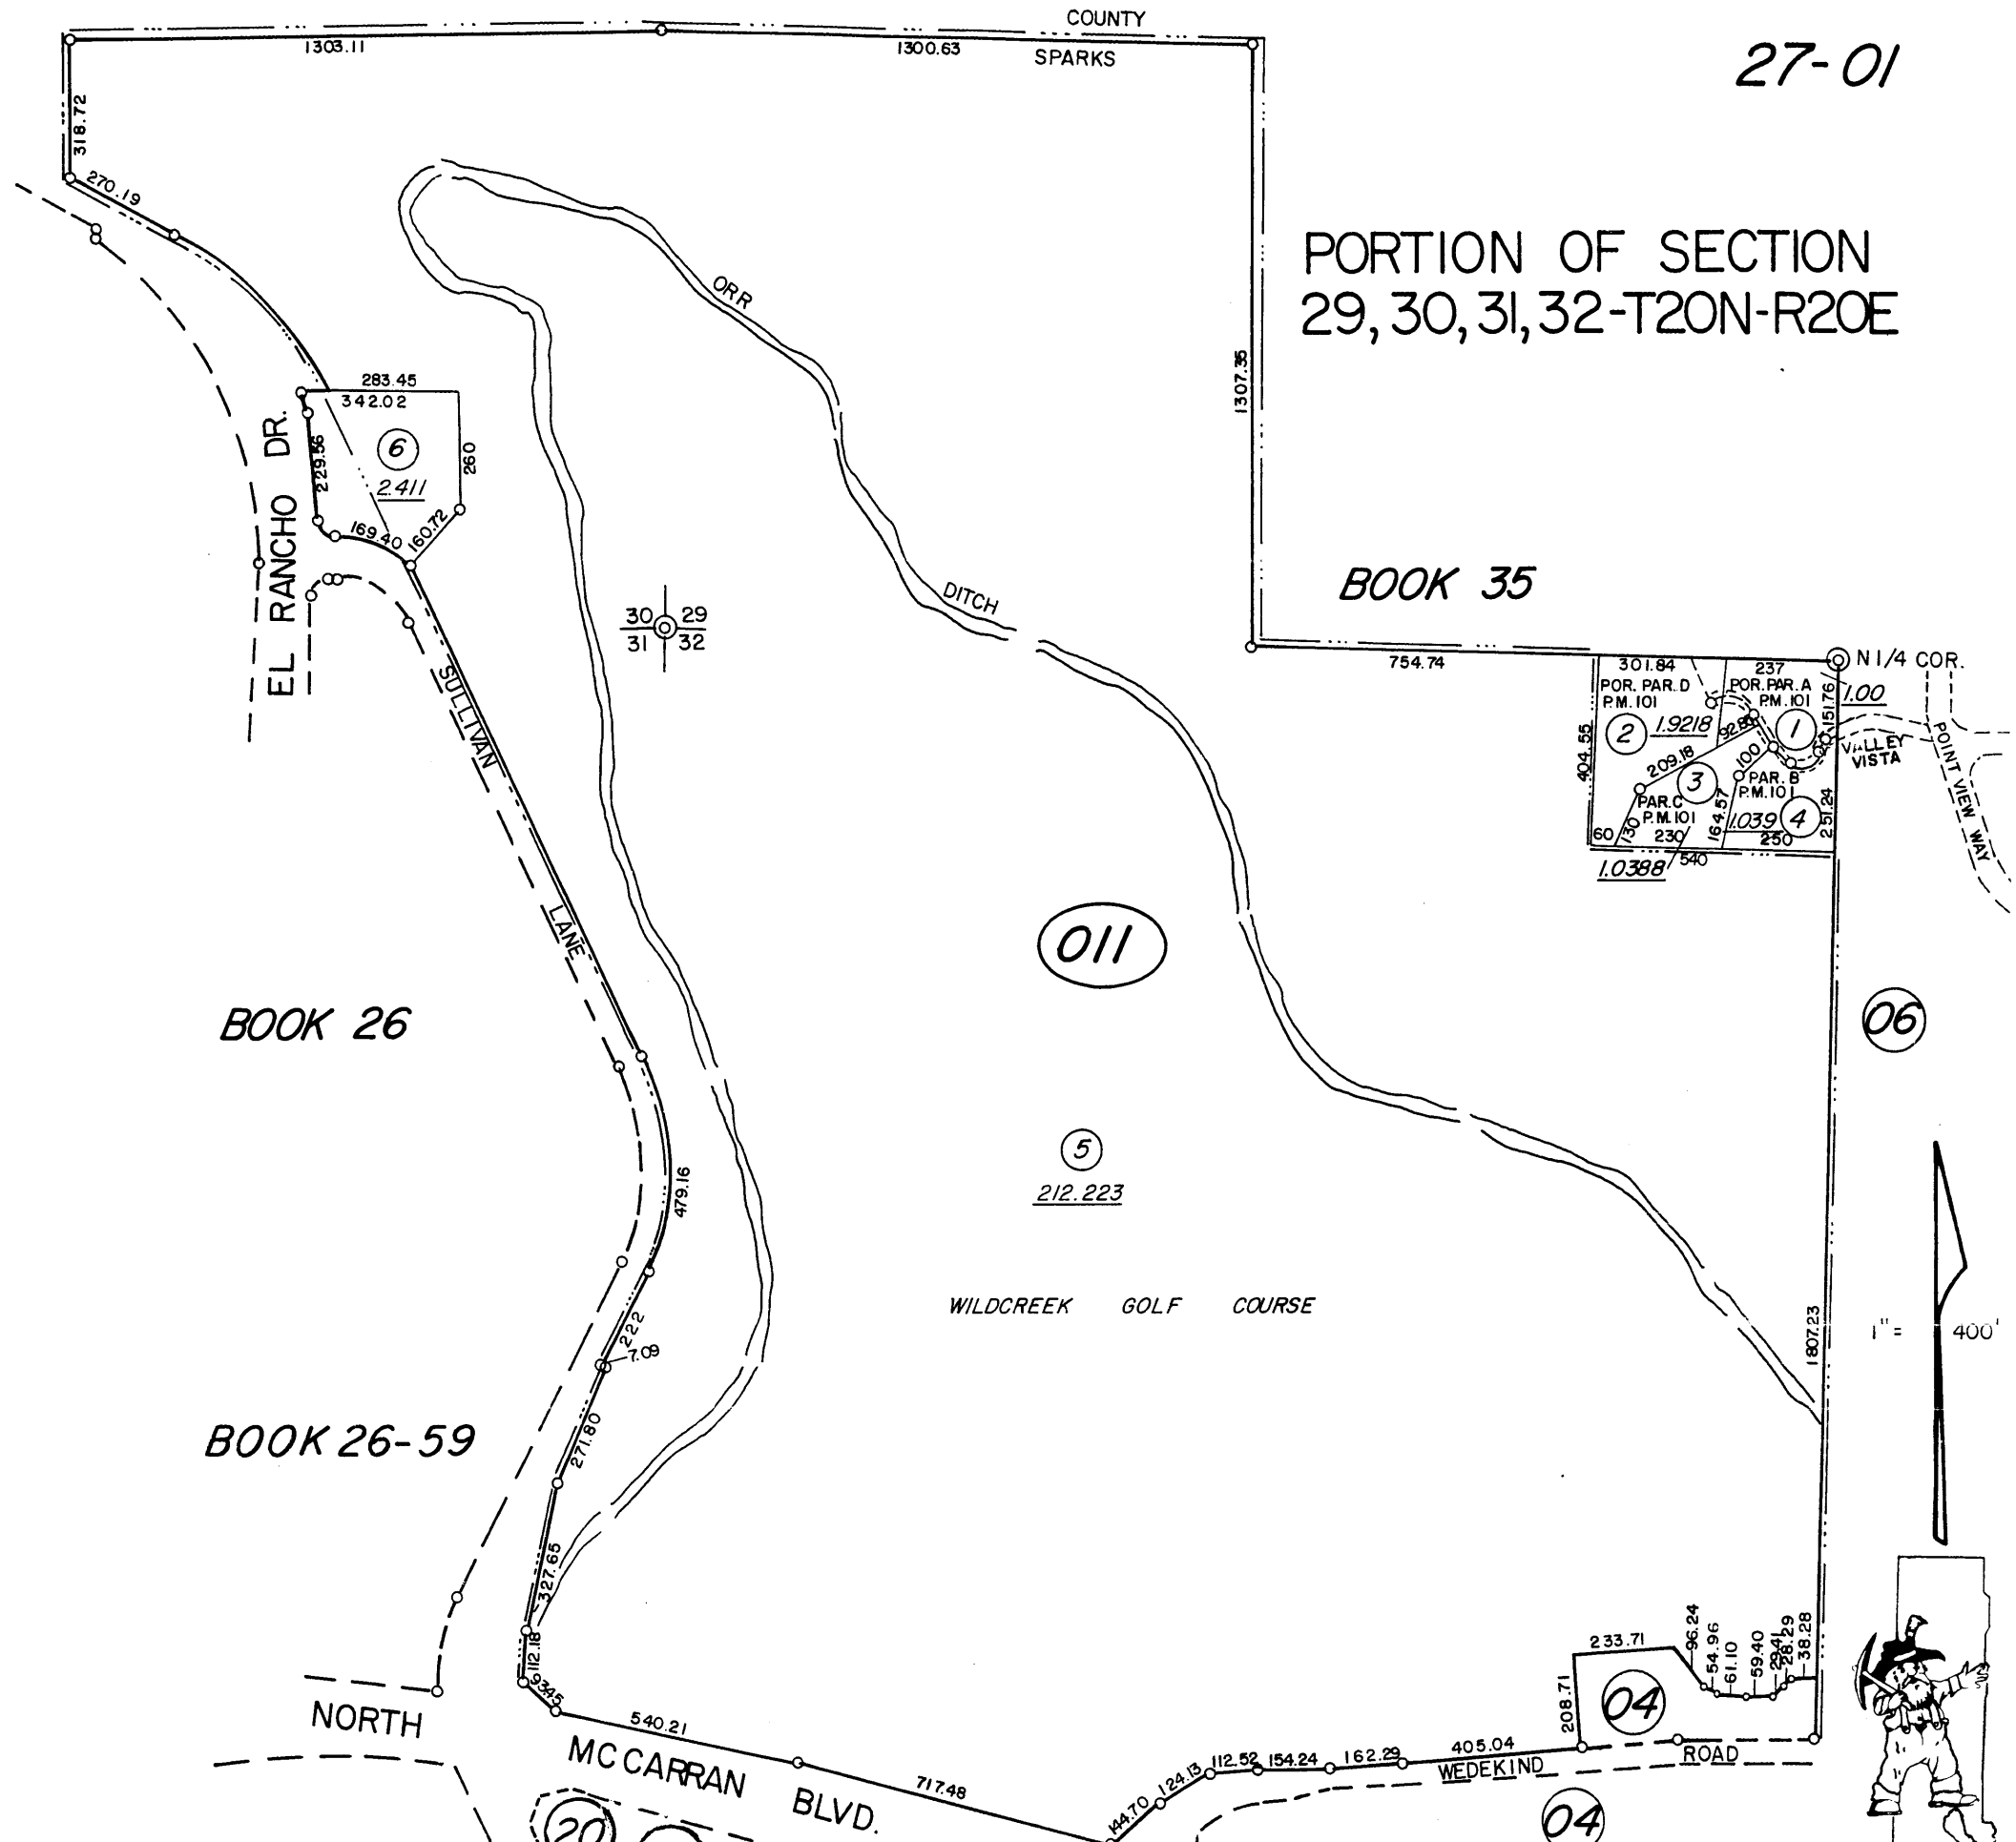 COUNTY
1303.11
1300.63
SPARKS
27-01
318.72
270.19
PORTION OF SECTION
29, 30, 31, 32-T20N-R20E
ORR
DITCH
1307.35
283.45
342.02
6
2.411
229.56
260
169.40
160.72
EL RANCHO DR.
30 29
31 32
BOOK 35
754.74
301.84
237
N 1/4 COR.
POR. PAR. D
P.M. 101
POR. PAR. A
P.M. 101
151.76
1.00
2
1.9218
92.86
1
404.55
209.18
100
3
PAR. B
P.M. 101
VALLEY
VISTA
POINT VIEW WAY
PAR. C
P.M. 101
164.57
1.039
4
251.24
60
130
230
250
540
1.0388
SULLIVAN
LANE
011
BOOK 26
06
5
212.223
479.16
WILDCREEK GOLF COURSE
222
7.09
1807.23
1"= 400'
BOOK 26-59
271.80
327.65
112.18
93.45
NORTH
MCCARRAN BLVD.
540.21
717.48
144.70
124.13
112.52
154.24
162.29
405.04
233.71
208.71
96.24
54.96
61.10
59.40
29.41
28.29
38.28
04
WEDEKIND ROAD
20
04